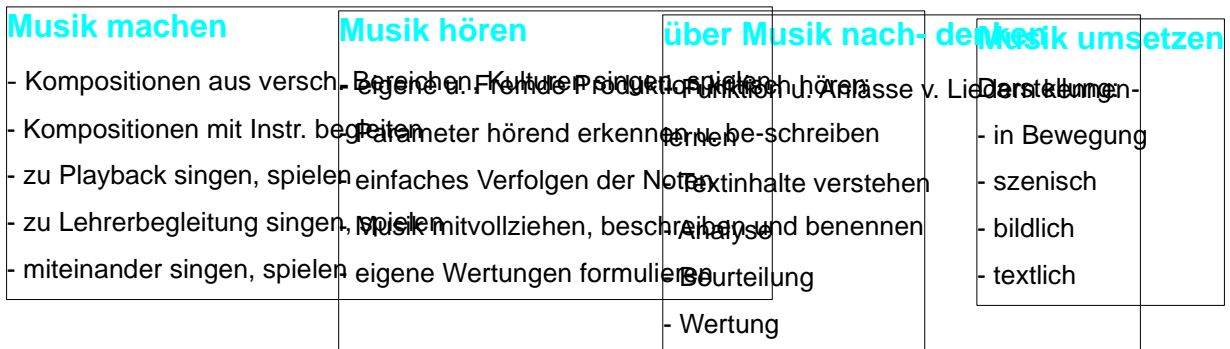 Musik machen
- Kompositionen aus versch. Bereichen, Kulturen singen, spielen
- Kompositionen mit Instr. begleiten
- zu Playback singen, spielen
- zu Lehrerbegleitung singen, spielen
- miteinander singen, spielen
Musik hören
- eigene u. Fremde Produktion kritisch hören
- Parameter hörend erkennen u. be-schreiben
- einfaches Verfolgen der Noten
- Musik mitvollziehen, beschreiben und benennen
- eigene Wertungen formulieren
über Musik nach- denken
- Funktion u. Anlässe v. Liedern kennen-
lernen
- Textinhalte verstehen
- Analyse
- Beurteilung
- Wertung
Musik umsetzen
Darstellung:
- in Bewegung
- szenisch
- bildlich
- textlich